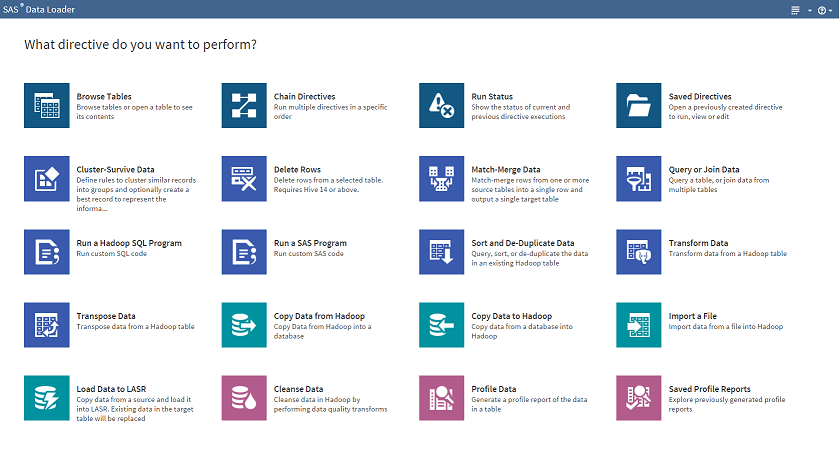 SAS® Data Loader
What directive do you want to perform?
Browse Tables
Browse tables or open a table to see
its contents
Chain Directives
Run multiple directives in a specific
order
Run Status
Show the status of current and
previous directive executions
Saved Directives
Open a previously created directive
to run, view or edit
Cluster-Survive Data
Define rules to cluster similar records
into groups and optionally create a
best record to represent the
informa...
Delete Rows
Delete rows from a selected table.
Requires Hive 14 or above.
Match-Merge Data
Match-merge rows from one or more
source tables into a single row and
output a single target table
Query or Join Data
Query a table, or join data from
multiple tables
Run a Hadoop SQL Program
Run custom SQL code
Run a SAS Program
Run custom SAS code
Sort and De-Duplicate Data
Query, sort, or de-duplicate the data
in an existing Hadoop table
Transform Data
Transform data from a Hadoop table
Transpose Data
Transpose data from a Hadoop table
Copy Data from Hadoop
Copy Data from Hadoop into a
database
Copy Data to Hadoop
Copy data from a database into
Hadoop
Import a File
Import data from a file into Hadoop
Load Data to LASR
Copy data from a source and load it
into LASR. Existing data in the target
table will be replaced
Cleanse Data
Cleanse data in Hadoop by
performing data quality transforms
Profile Data
Generate a profile report of the data
in a table
Saved Profile Reports
Explore previously generated profile
reports